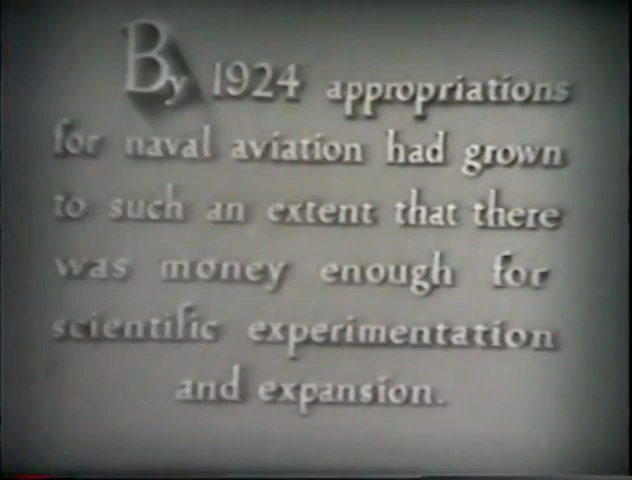 By 1924 appropriations
for naval aviation had grown
to such an extent that there
was money enough for
scientific experimentation
and expansion.